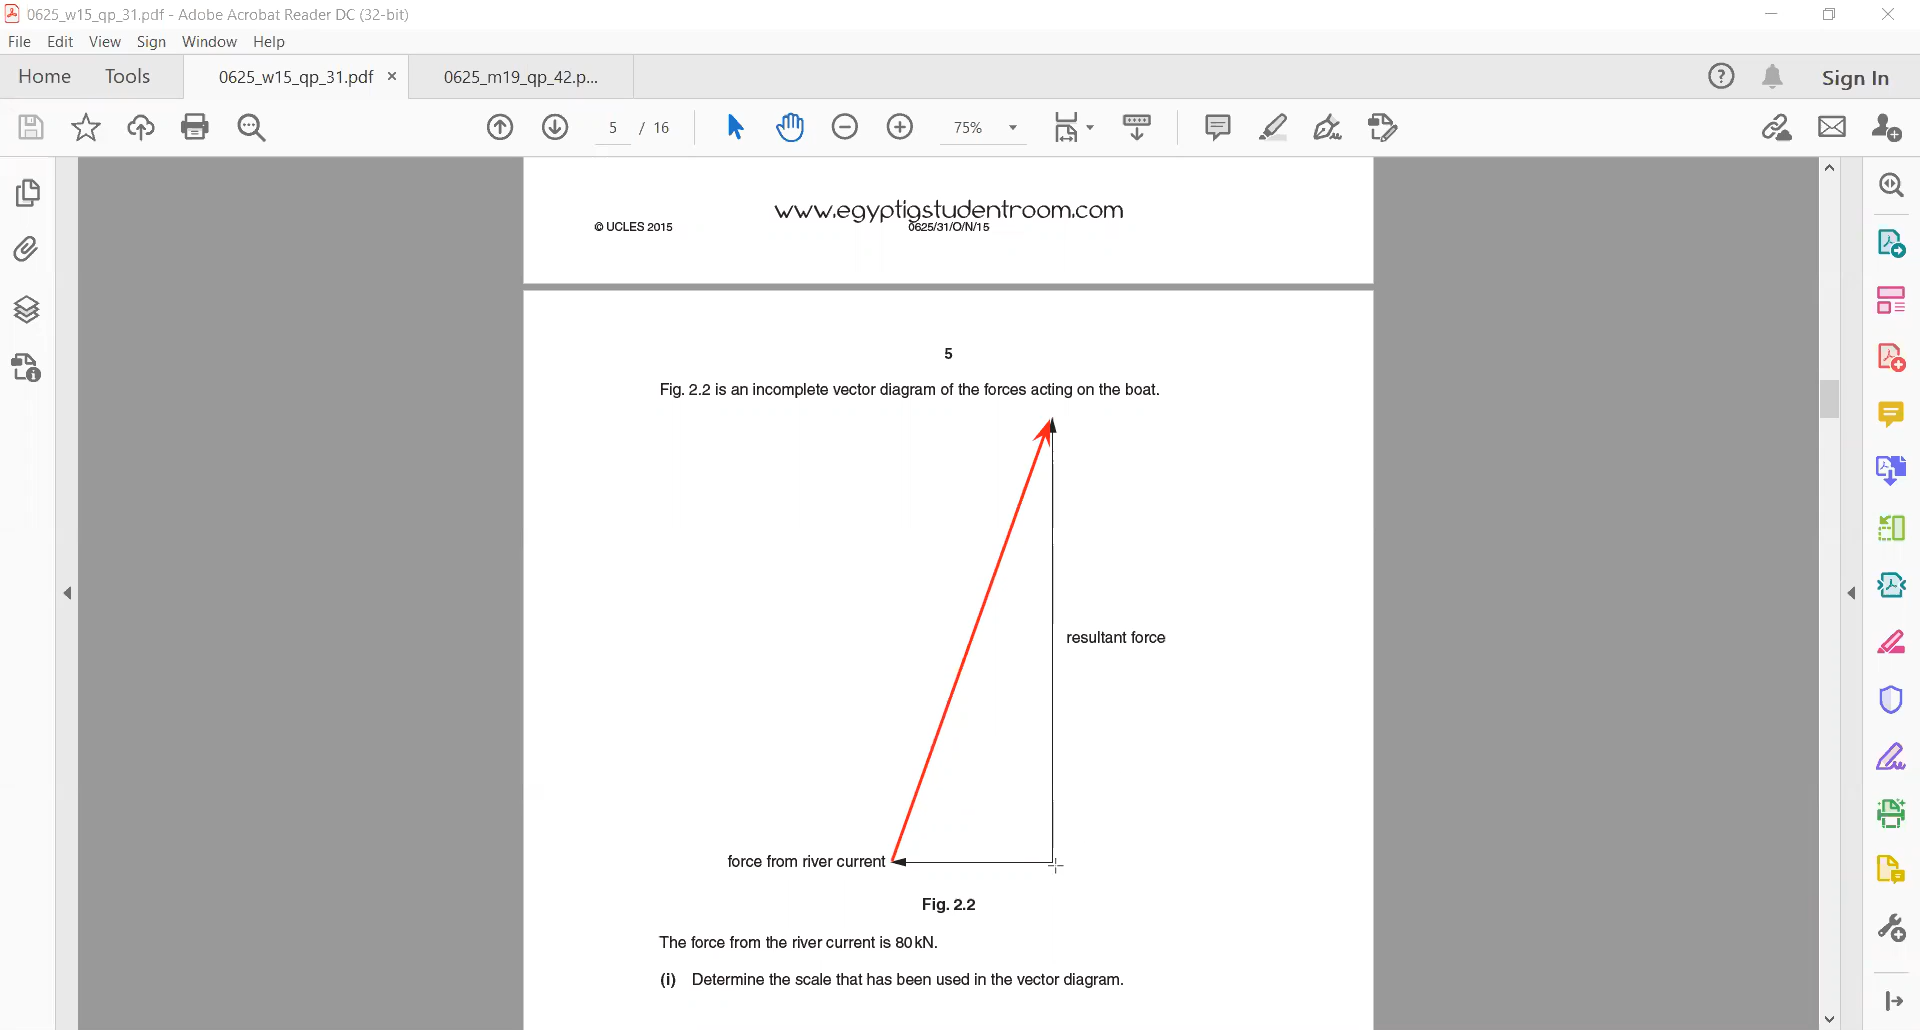 0625_w15_qp_31.pdf - Adobe Acrobat Reader DC (32-bit)
File Edit View Sign Window Help
Home Tools 0625_w15_qp_31.pdf × 0625_m19_qp_42.p... Sign In
5 / 16 75%
www.egyptigstudentroom.com
© UCLES 2015 0625/31/O/N/15
5
Fig. 2.2 is an incomplete vector diagram of the forces acting on the boat.
resultant force
force from river current
Fig. 2.2
The force from the river current is 80 kN.
(i) Determine the scale that has been used in the vector diagram.